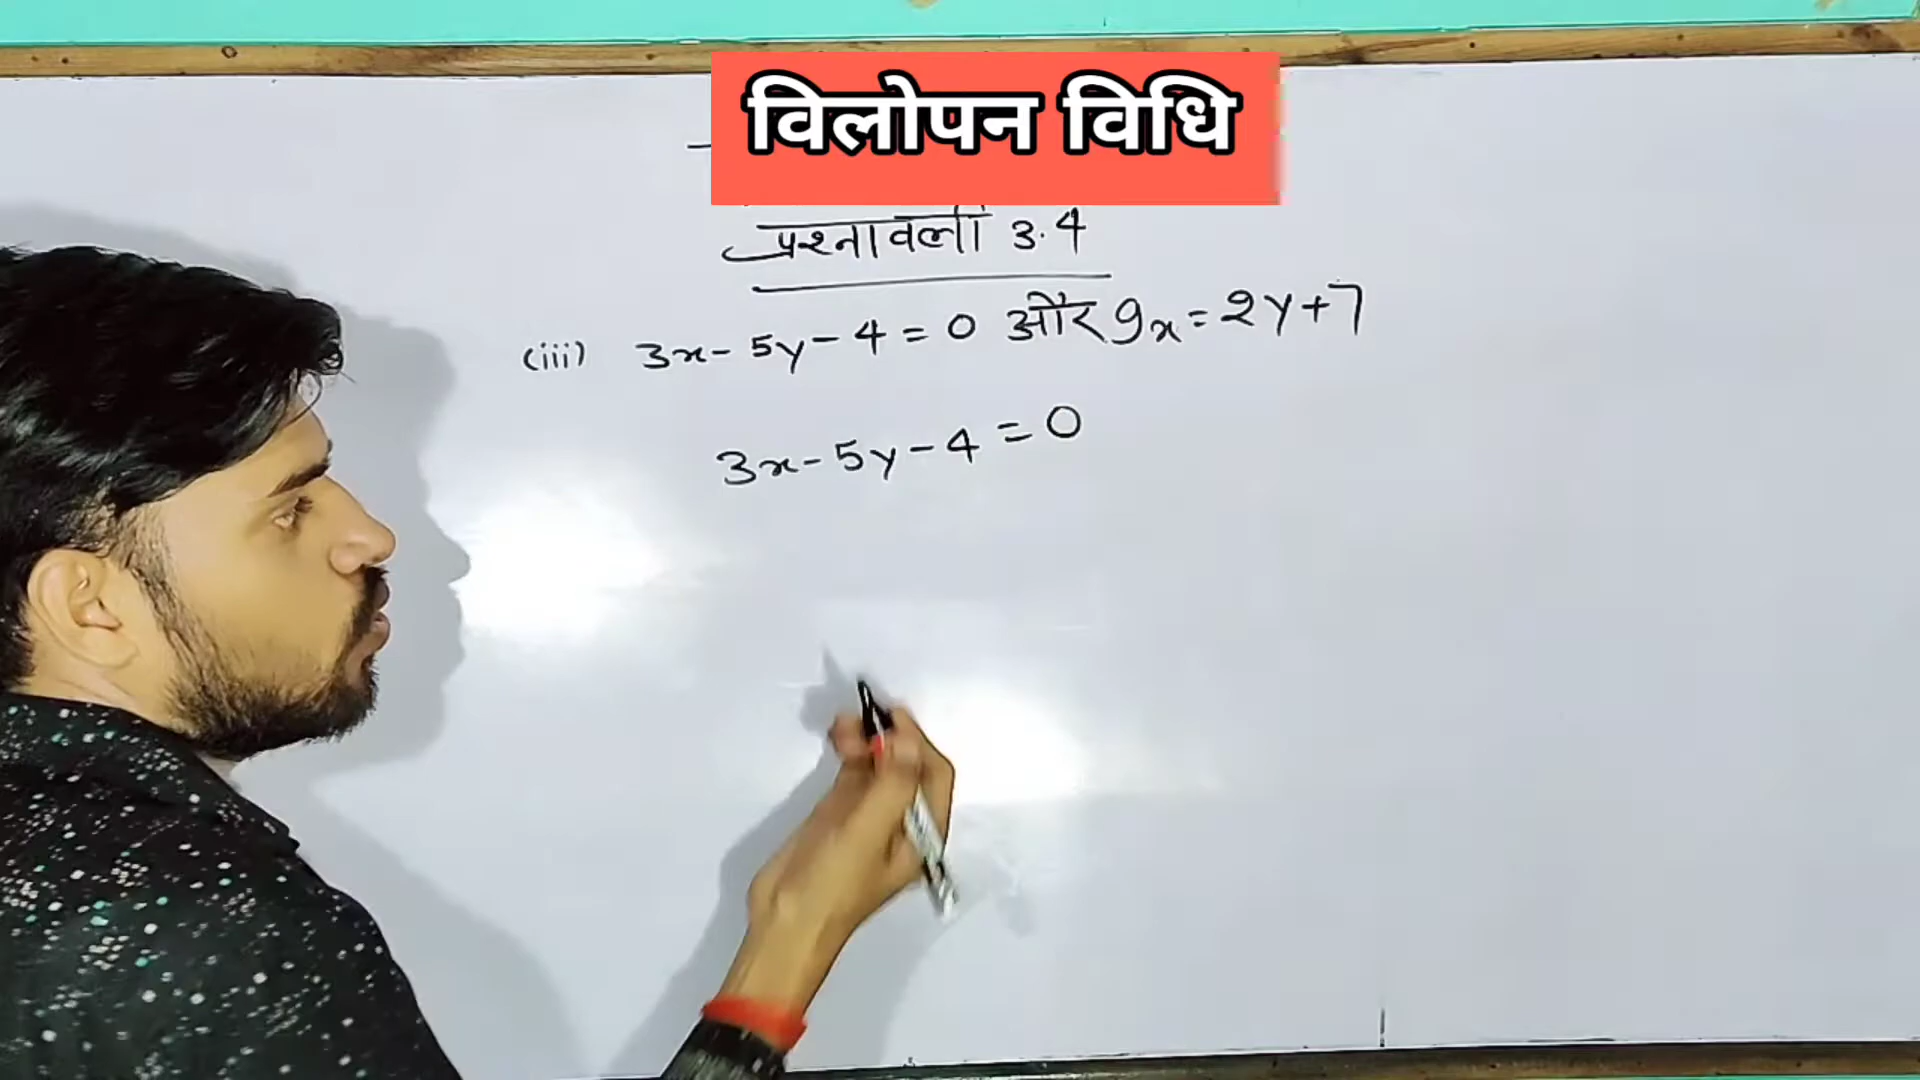 विलोपन विधि
प्रश्नावली 3.4
(iii) 3x - 5y - 4 = 0 और 9x = 2y + 7
3x - 5y - 4 = 0